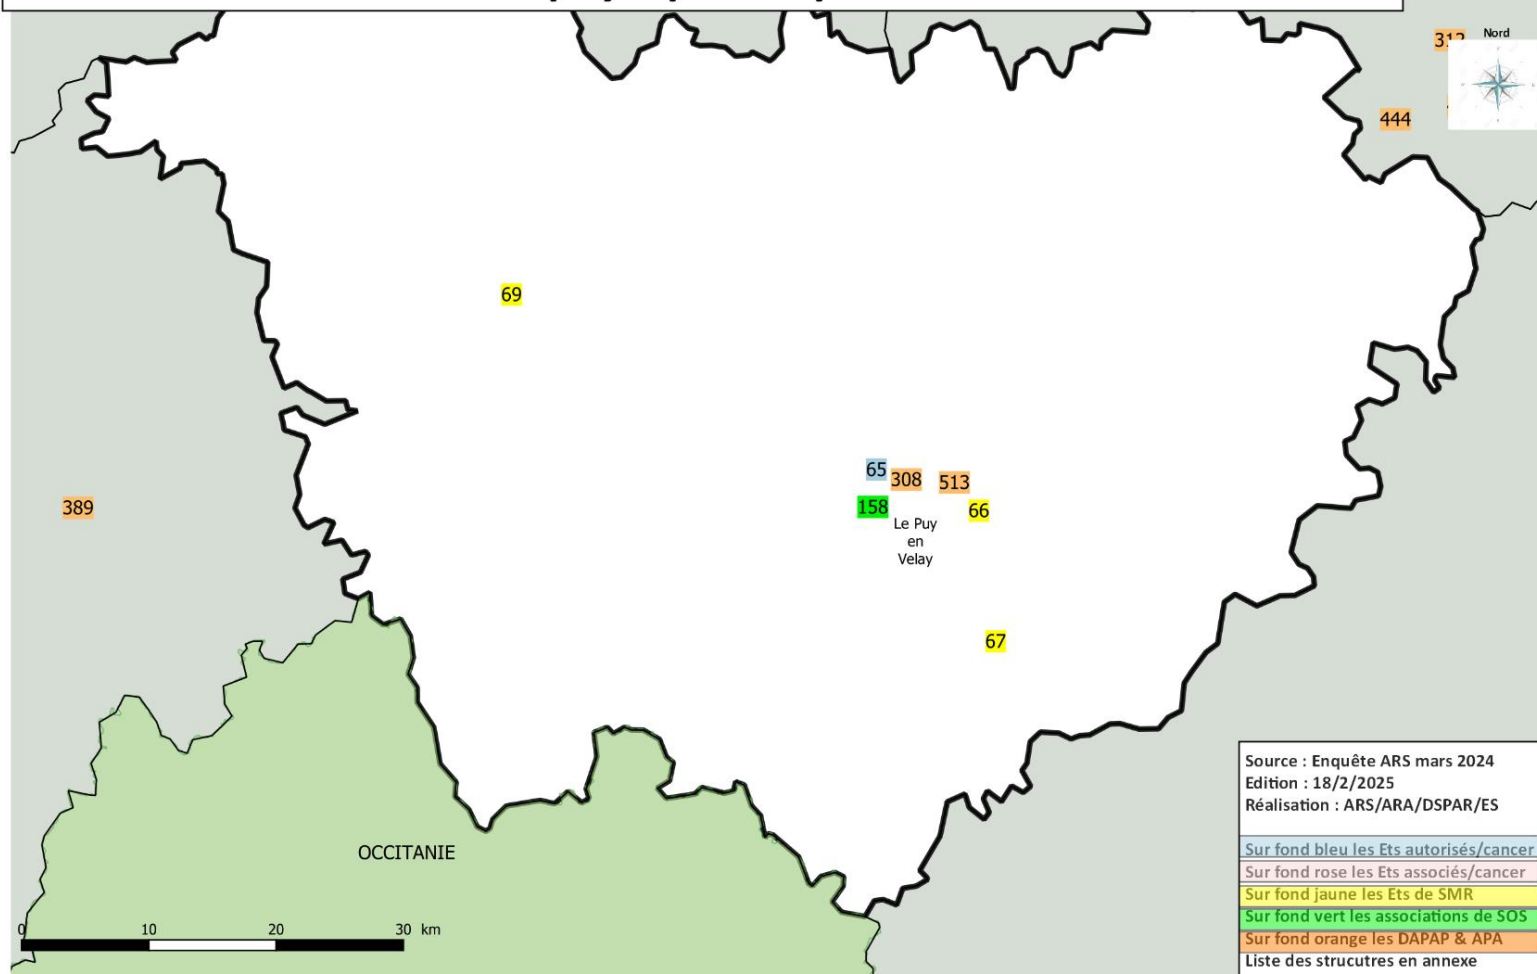 Nord
312
444
69
65
308
513
389
158
66
Le Puy
en
Velay
67
OCCITANIE
0 10 20 30 km
Source : Enquête ARS mars 2024
Edition : 18/2/2025
Réalisation : ARS/ARA/DSPAR/ES
Sur fond bleu les Ets autorisés/cancer
Sur fond rose les Ets associés/cancer
Sur fond jaune les Ets de SMR
Sur fond vert les associations de SOS
Sur fond orange les DAPAP & APA
Liste des strucutres en annexe